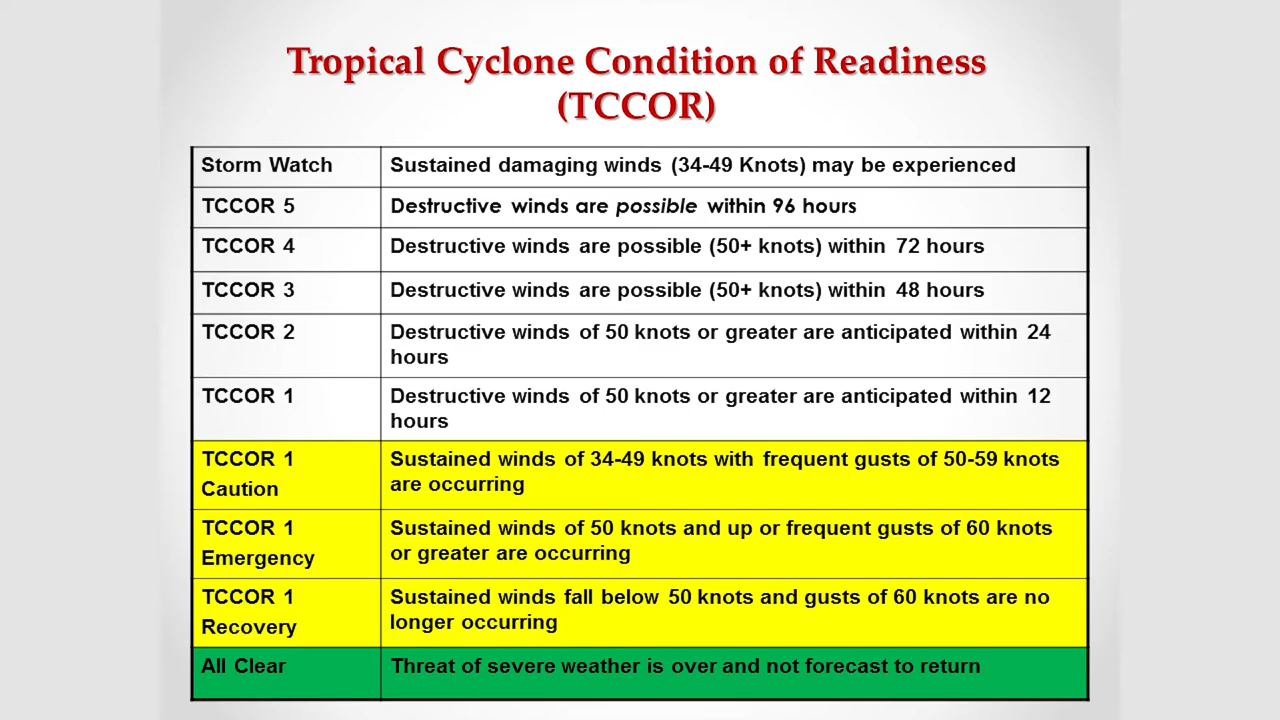 Tropical Cyclone Condition of Readiness
(TCCOR)
Storm Watch
Sustained damaging winds (34-49 Knots) may be experienced
TCCOR 5
Destructive winds are possible within 96 hours
TCCOR 4
Destructive winds are possible (50+ knots) within 72 hours
TCCOR 3
Destructive winds are possible (50+ knots) within 48 hours
TCCOR 2
Destructive winds of 50 knots or greater are anticipated within 24
hours
TCCOR 1
Destructive winds of 50 knots or greater are anticipated within 12
hours
TCCOR 1
Caution
Sustained winds of 34-49 knots with frequent gusts of 50-59 knots
are occurring
TCCOR 1
Emergency
Sustained winds of 50 knots and up or frequent gusts of 60 knots
or greater are occurring
TCCOR 1
Recovery
Sustained winds fall below 50 knots and gusts of 60 knots are no
longer occurring
All Clear
Threat of severe weather is over and not forecast to return